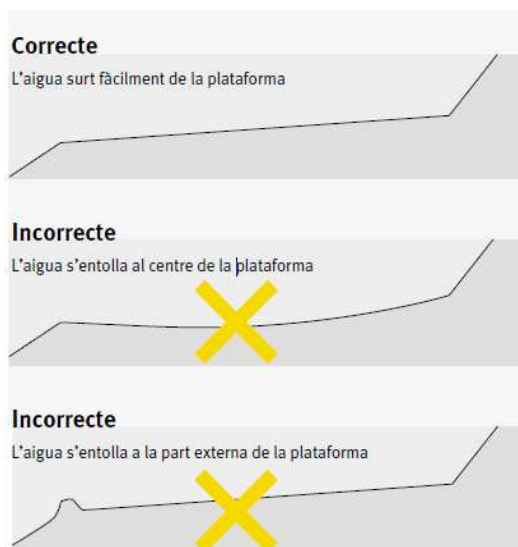 Correcte
L'aigua surt fàcilment de la plataforma
Incorrecte
L'aigua s'entolla al centre de la plataforma
Incorrecte
L'aigua s'entolla a la part externa de la plataforma